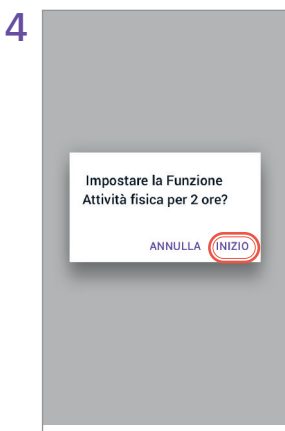 4
Impostare la Funzione
Attività fisica per 2 ore?
ANNULLA INIZIO